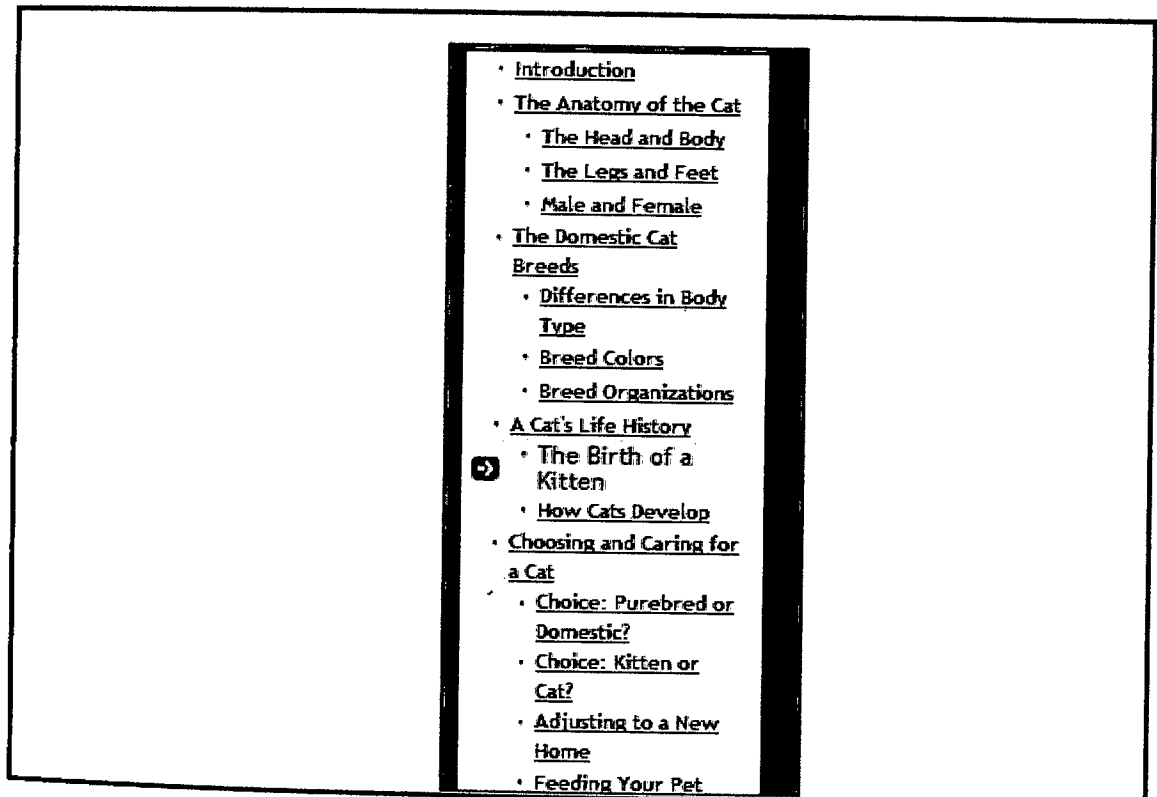 • Introduction
• The Anatomy of the Cat
• The Head and Body
• The Legs and Feet
• Male and Female
• The Domestic Cat
Breeds
• Differences in Body
Type
• Breed Colors
• Breed Organizations
• A Cat's Life History
• The Birth of a
Kitten
• How Cats Develop
• Choosing and Caring for
a Cat
• Choice: Purebred or
Domestic?
• Choice: Kitten or
Cat?
• Adjusting to a New
Home
• Feeding Your Pet